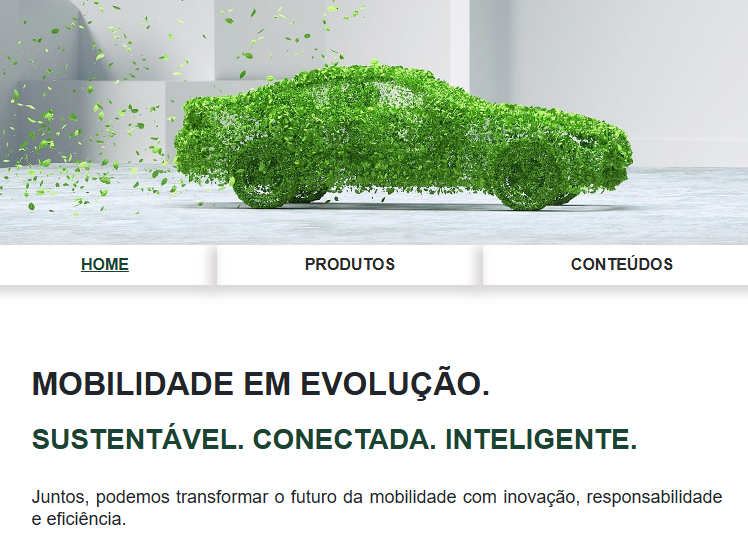 HOME
PRODUTOS
CONTEÚDOS
MOBILIDADE EM EVOLUÇÃO.
SUSTENTÁVEL. CONECTADA. INTELIGENTE.
Juntos, podemos transformar o futuro da mobilidade com inovação, responsabilidade
e eficiência.